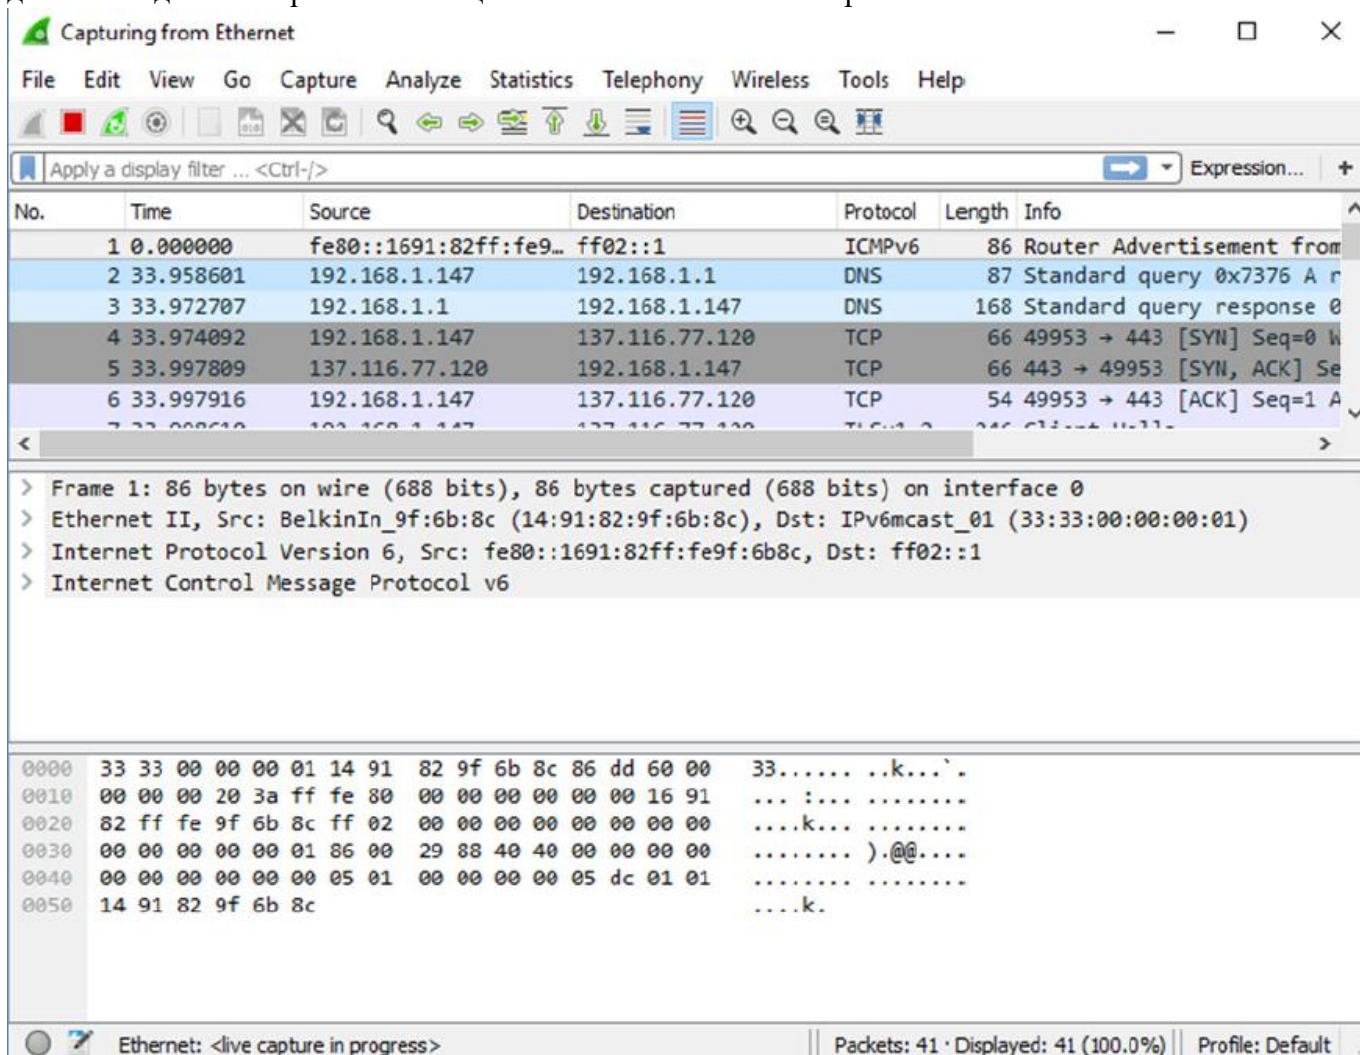 Capturing from Ethernet
File Edit View Go Capture Analyze Statistics Telephony Wireless Tools Help
Apply a display filter ... <Ctrl-/> Expression... +
No. Time Source Destination Protocol Length Info
1 0.000000 fe80::1691:82ff:fe9… ff02::1 ICMPv6 86 Router Advertisement from
2 33.958601 192.168.1.147 192.168.1.1 DNS 87 Standard query 0x7376 A r
3 33.972707 192.168.1.1 192.168.1.147 DNS 168 Standard query response 0
4 33.974092 192.168.1.147 137.116.77.120 TCP 66 49953 → 443 [SYN] Seq=0 W
5 33.997809 137.116.77.120 192.168.1.147 TCP 66 443 → 49953 [SYN, ACK] Se
6 33.997916 192.168.1.147 137.116.77.120 TCP 54 49953 → 443 [ACK] Seq=1 A
> Frame 1: 86 bytes on wire (688 bits), 86 bytes captured (688 bits) on interface 0
> Ethernet II, Src: BelkinIn_9f:6b:8c (14:91:82:9f:6b:8c), Dst: IPv6mcast_01 (33:33:00:00:00:01)
> Internet Protocol Version 6, Src: fe80::1691:82ff:fe9f:6b8c, Dst: ff02::1
> Internet Control Message Protocol v6
0000 33 33 00 00 00 01 14 91 82 9f 6b 8c 86 dd 60 00 33...... ..k...`.
0010 00 00 00 20 3a ff fe 80 00 00 00 00 00 00 16 91 ... :... ........
0020 82 ff fe 9f 6b 8c ff 02 00 00 00 00 00 00 00 00 ....k... ........
0030 00 00 00 00 00 01 86 00 29 88 40 40 00 00 00 00 ........ ).@@....
0040 00 00 00 00 00 00 05 01 00 00 00 00 05 dc 01 01 ........ ........
0050 14 91 82 9f 6b 8c ....k.
Ethernet: <live capture in progress> Packets: 41 · Displayed: 41 (100.0%) Profile: Default